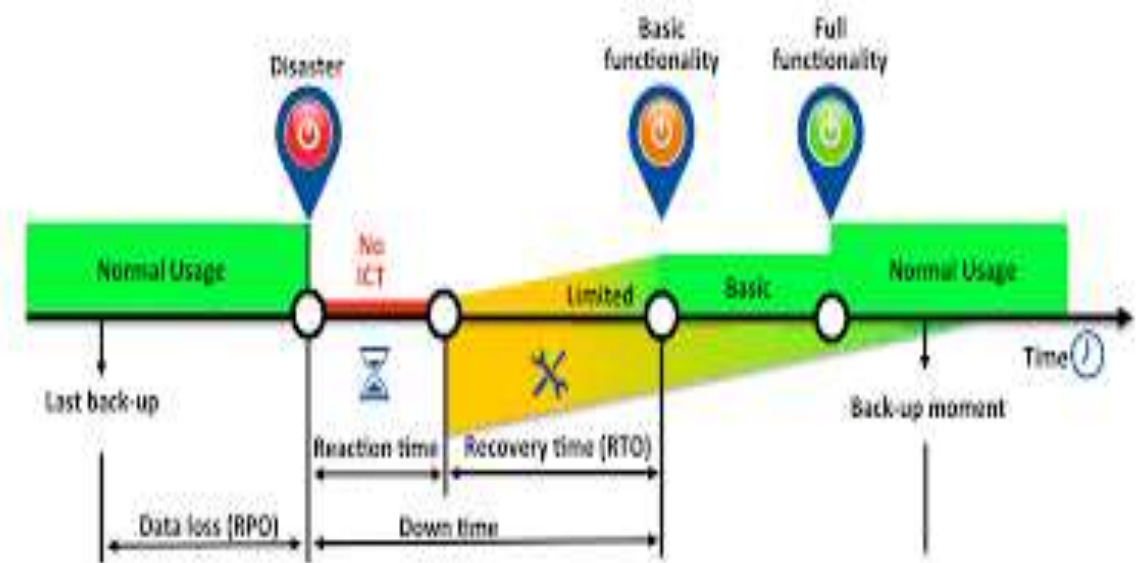 Basic
functionality
Full
functionality
Disaster
Normal Usage
No
ICT
Limited
Basic
Normal Usage
Time
Last back-up
Back-up moment
Reaction time
Recovery time (RTO)
Data loss (RPO)
Down time